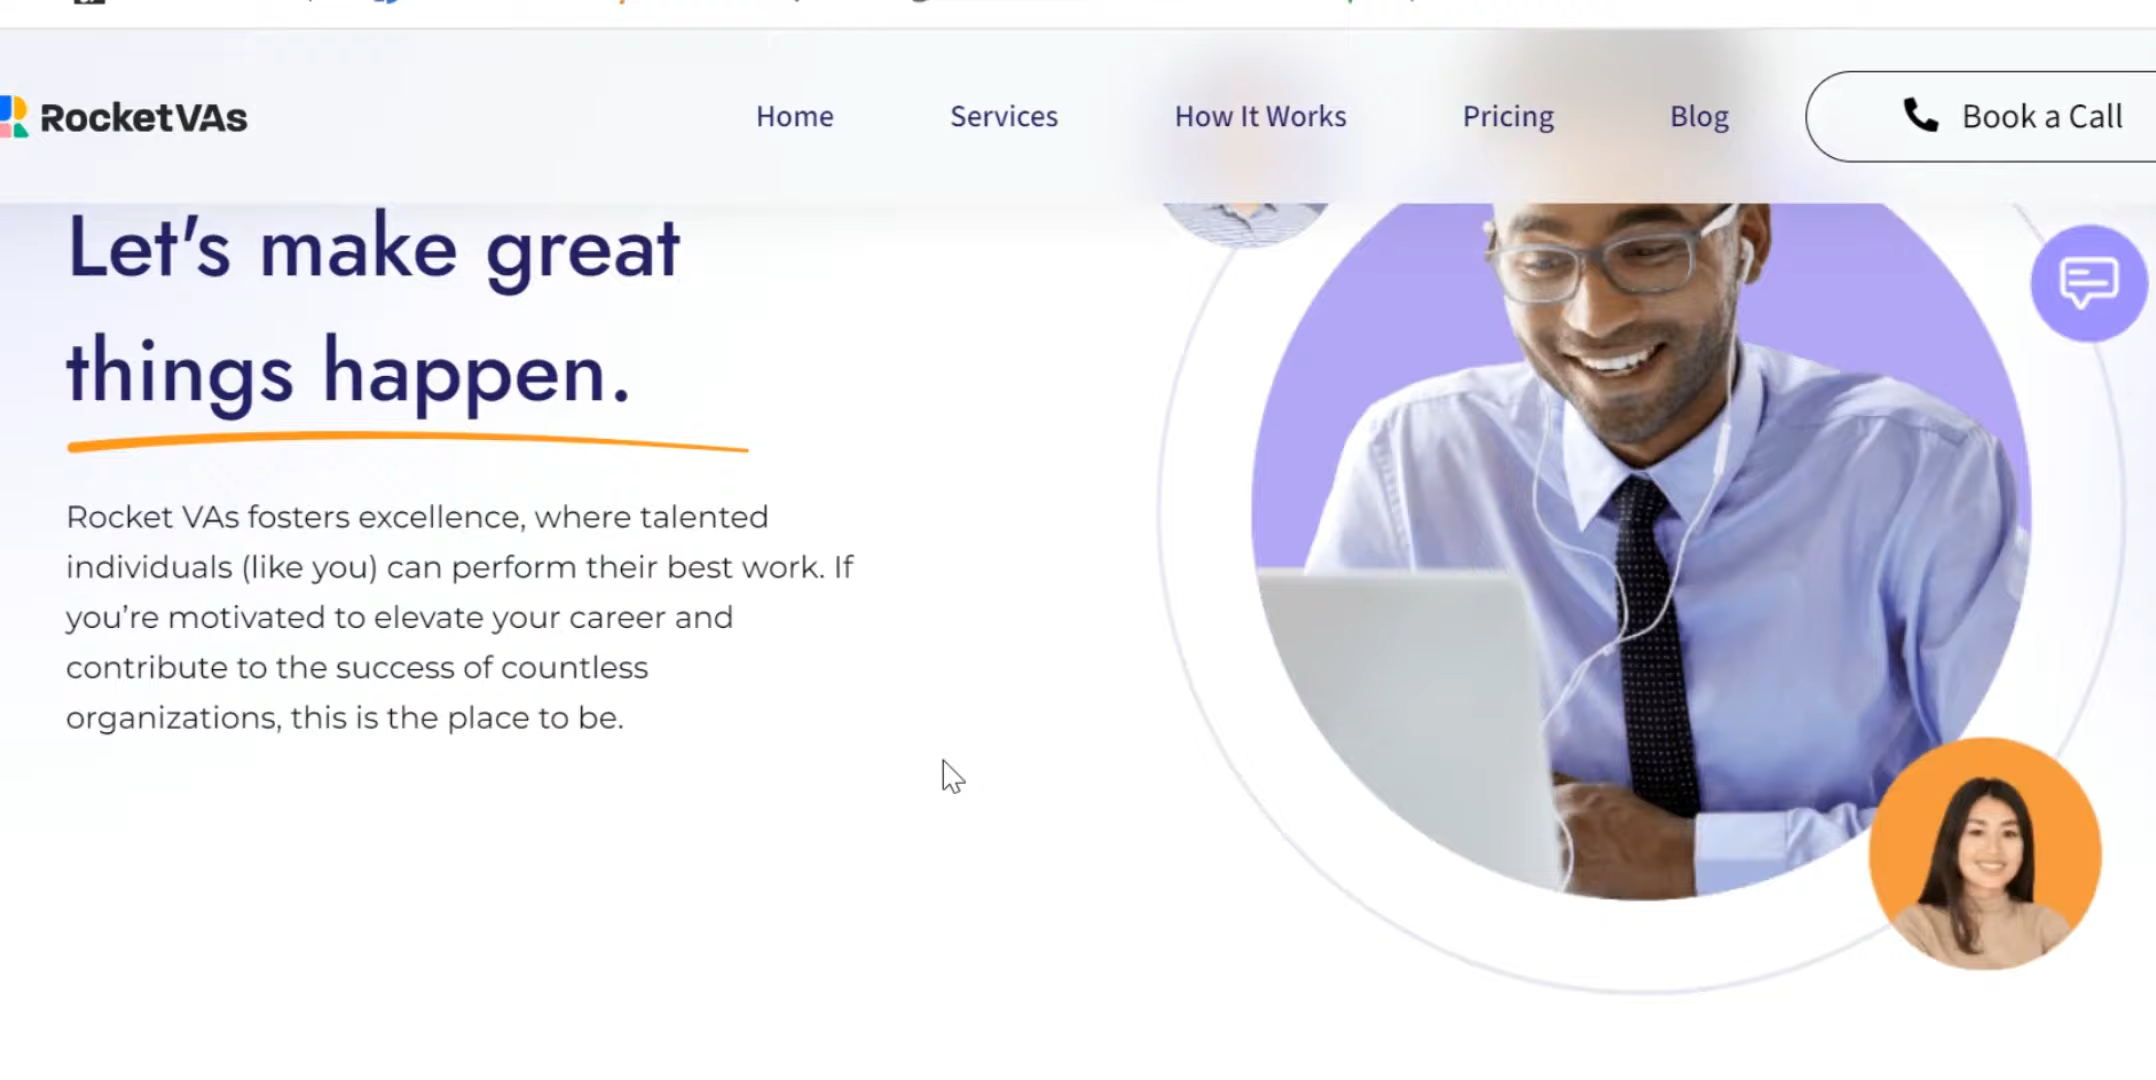 RocketVAs
Home
Services
How It Works
Pricing
Blog
Book a Call
Let's make great
things happen.
Rocket VAs fosters excellence, where talented
individuals (like you) can perform their best work. If
you’re motivated to elevate your career and
contribute to the success of countless
organizations, this is the place to be.